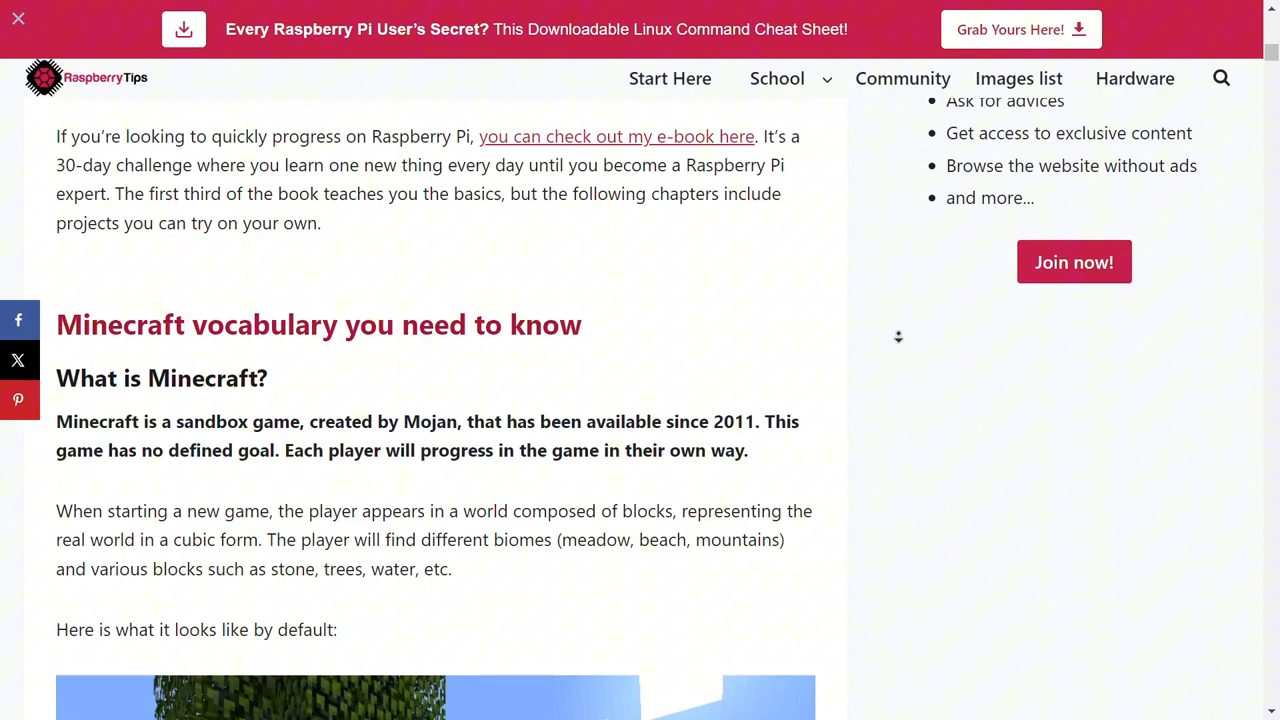 Every Raspberry Pi User's Secret? This Downloadable Linux Command Cheat Sheet!
Grab Yours Here!
RaspberryTips
Start Here
School
Community
Images list
Hardware
Ask for advices
Get access to exclusive content
Browse the website without ads
and more...
Join now!
If you're looking to quickly progress on Raspberry Pi, you can check out my e-book here. It's a
30-day challenge where you learn one new thing every day until you become a Raspberry Pi
expert. The first third of the book teaches you the basics, but the following chapters include
projects you can try on your own.
Minecraft vocabulary you need to know
What is Minecraft?
Minecraft is a sandbox game, created by Mojan, that has been available since 2011. This
game has no defined goal. Each player will progress in the game in their own way.
When starting a new game, the player appears in a world composed of blocks, representing the
real world in a cubic form. The player will find different biomes (meadow, beach, mountains)
and various blocks such as stone, trees, water, etc.
Here is what it looks like by default: